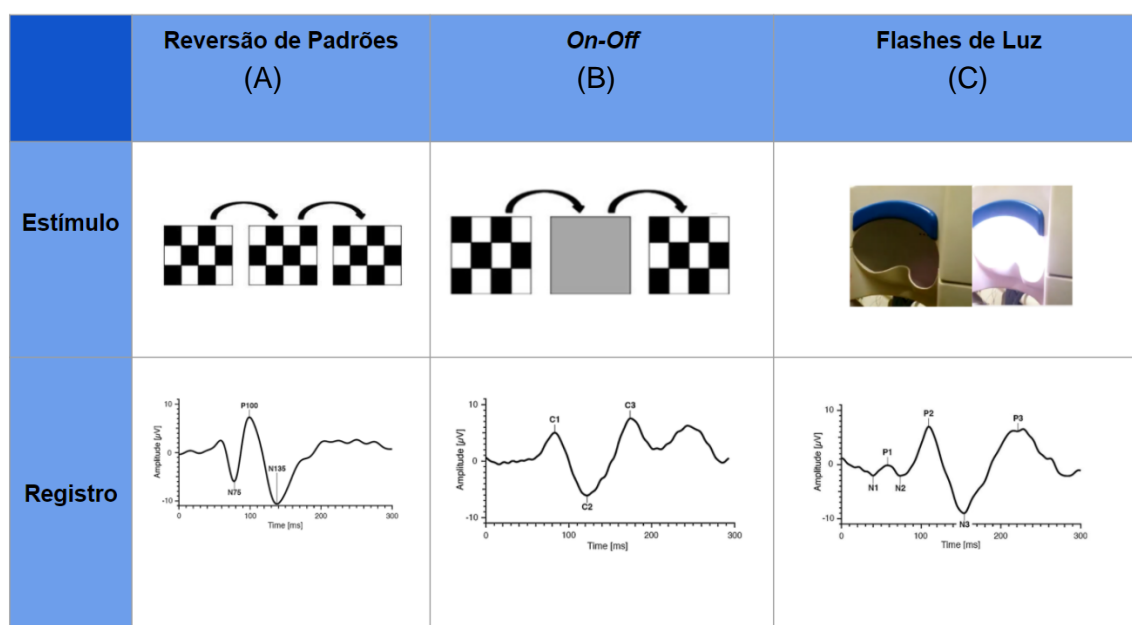 Reversão de Padrões
(A)
On-Off
(B)
Flashes de Luz
(C)
Estímulo
Registro
10
0
-10
Amplitude [µV]
P100
N75
N135
0
100
200
300
Time [ms]
10
0
-10
Amplitude [µV]
C1
C2
C3
0
100
200
300
Time [ms]
10
0
-10
Amplitude [µV]
N1
P1
N2
P2
N3
P3
0
100
200
300
Time [ms]